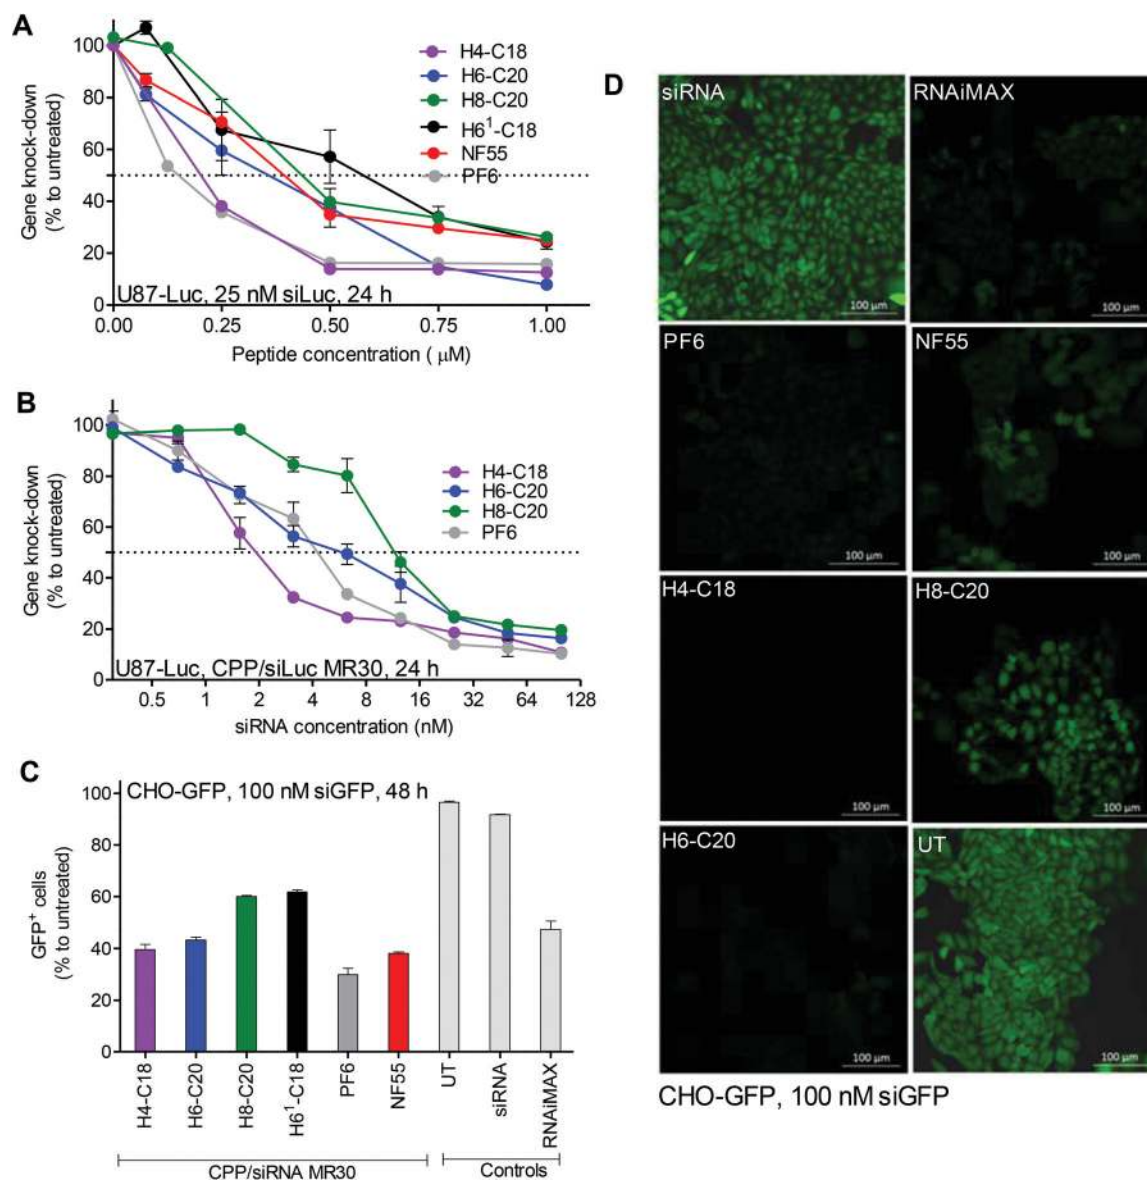 A
Gene knock-down
(% to untreated)
100
80
60
40
20
0
H4-C18
H6-C20
H8-C20
H6¹-C18
NF55
PF6
U87-Luc, 25 nM siLuc, 24 h
0.00 0.25 0.50 0.75 1.00
Peptide concentration ( μM)
B
Gene knock-down
(% to untreated)
100
80
60
40
20
0
H4-C18
H6-C20
H8-C20
PF6
U87-Luc, CPP/siLuc MR30, 24 h
0.5 1 2 4 8 16 32 64 128
siRNA concentration (nM)
C
CHO-GFP, 100 nM siGFP, 48 h
GFP⁺ cells
(% to untreated)
100
80
60
40
20
0
H4-C18
H6-C20
H8-C20
H6¹-C18
PF6
NF55
UT
siRNA
RNAiMAX
CPP/siRNA MR30
Controls
D
siRNA
100 μm
RNAiMAX
100 μm
PF6
100 μm
NF55
100 μm
H4-C18
100 μm
H8-C20
100 μm
H6-C20
100 μm
UT
100 μm
CHO-GFP, 100 nM siGFP